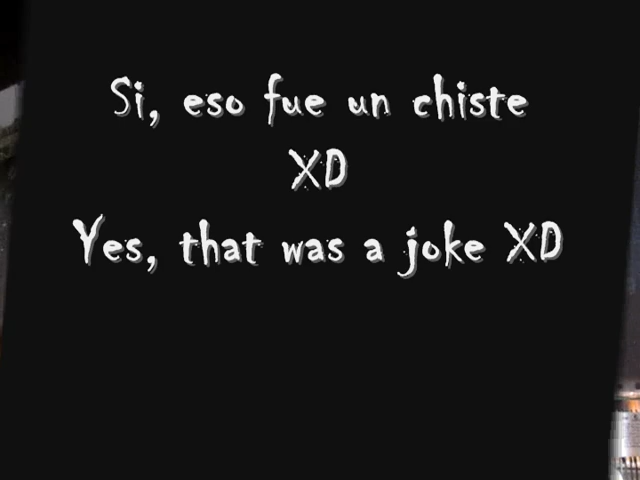 Si, eso fue un chiste
XD
Yes, that was a joke XD